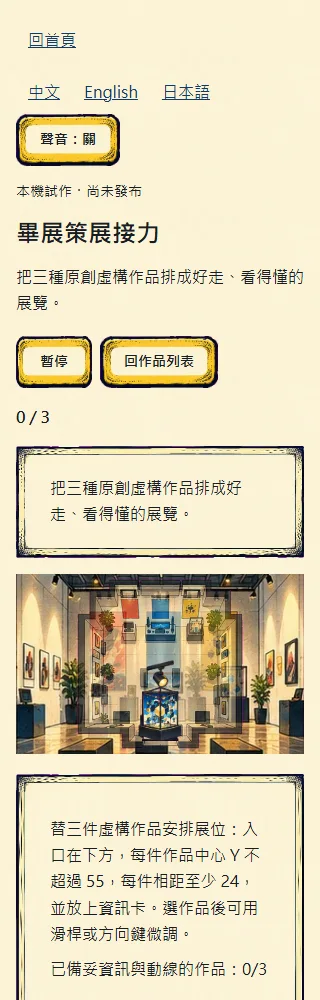 回首頁
中文 English 日本語
聲音：關
本機試作・尚未發布
畢展策展接力
把三種原創虛構作品排成好走、看得懂的
展覽。
暫停 回作品列表
0 / 3
把三種原創虛構作品排成好
走、看得懂的展覽。
替三件虛構作品安排展位：入
口在下方，每件作品中心 Y 不
超過 55，每件相距至少 24，
並放上資訊卡。選作品後可用
滑桿或方向鍵微調。
已備妥資訊與動線的作品：0/3